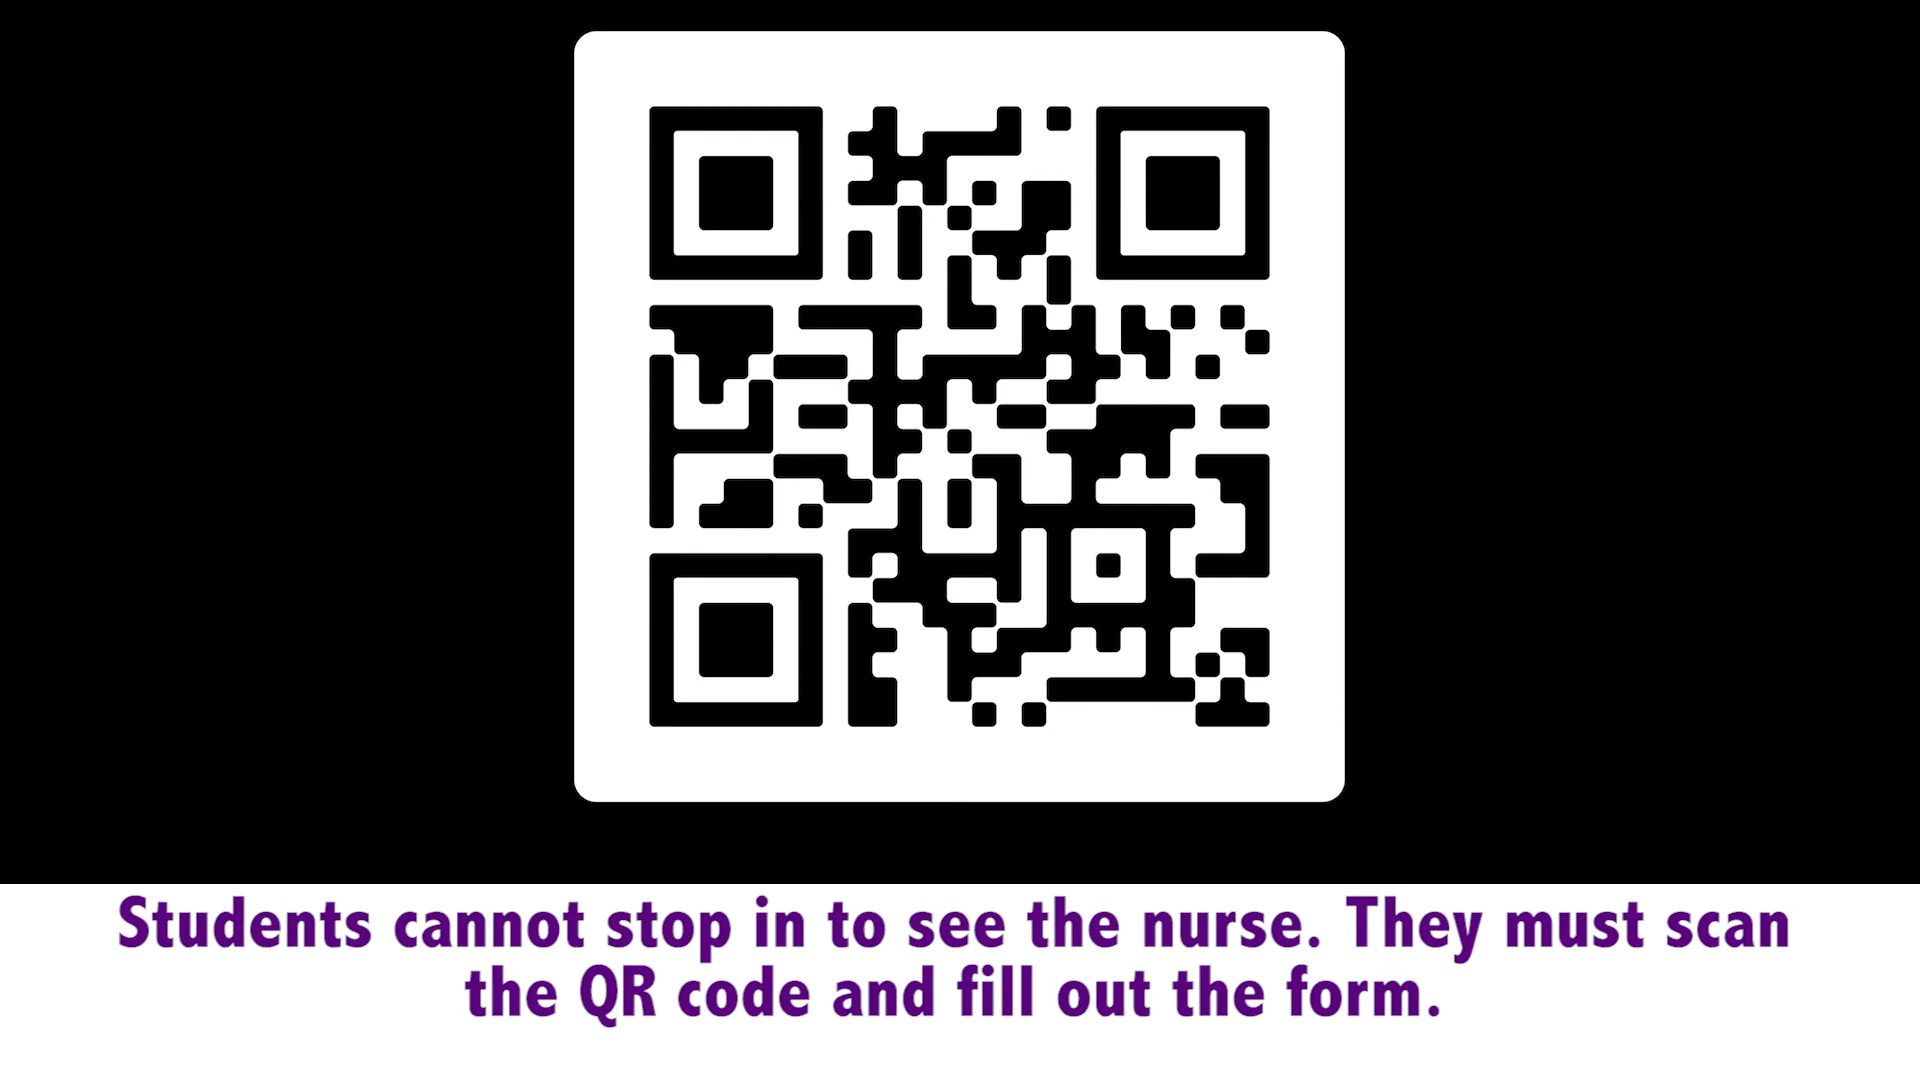 Students cannot stop in to see the nurse. They must scan
the QR code and fill out the form.